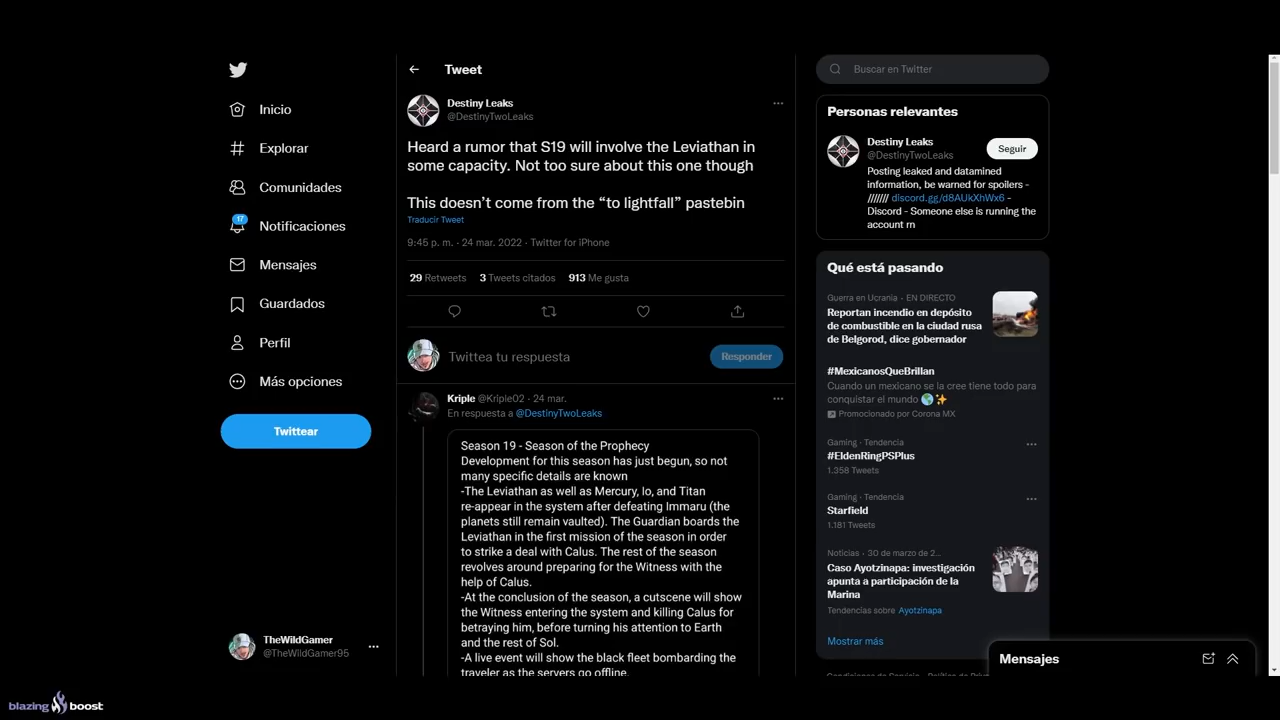 Tweet
Inicio
Explorar
Comunidades
17
Notificaciones
Mensajes
Guardados
Perfil
Más opciones
Twittear
TheWildGamer
@TheWildGamer95
Destiny Leaks
@DestinyTwoLeaks
Heard a rumor that S19 will involve the Leviathan in
some capacity. Not too sure about this one though
This doesn't come from the “to lightfall” pastebin
Traducir Tweet
9:45 p. m. · 24 mar. 2022 · Twitter for iPhone
29 Retweets 3 Tweets citados 913 Me gusta
Twittea tu respuesta
Responder
Kriple @Kriple02 · 24 mar.
En respuesta a @DestinyTwoLeaks
Season 19 - Season of the Prophecy
Development for this season has just begun, so not
many specific details are known
-The Leviathan as well as Mercury, Io, and Titan
re-appear in the system after defeating Immaru (the
planets still remain vaulted). The Guardian boards the
Leviathan in the first mission of the season in order
to strike a deal with Calus. The rest of the season
revolves around preparing for the Witness with the
help of Calus.
-At the conclusion of the season, a cutscene will show
the Witness entering the system and killing Calus for
betraying him, before turning his attention to Earth
and the rest of Sol.
-A live event will show the black fleet bombarding the
traveler as the servers go offline.
Buscar en Twitter
Personas relevantes
Destiny Leaks
@DestinyTwoLeaks
Seguir
Posting leaked and datamined
information, be warned for spoilers -
/////// discord.gg/d8AUkXhWx6 -
Discord - Someone else is running the
account rn
Qué está pasando
Guerra en Ucrania · EN DIRECTO
Reportan incendio en depósito
de combustible en la ciudad rusa
de Belgorod, dice gobernador
#MexicanosQueBrillan
Cuando un mexicano se la cree tiene todo para
conquistar el mundo 🌎✨
Promocionado por Corona MX
Gaming · Tendencia
#EldenRingPSPlus
1.358 Tweets
Gaming · Tendencia
Starfield
1.181 Tweets
Noticias · 30 de marzo de 2...
Caso Ayotzinapa: investigación
apunta a participación de la
Marina
Tendencias sobre Ayotzinapa
Mostrar más
Mensajes
blazing boost